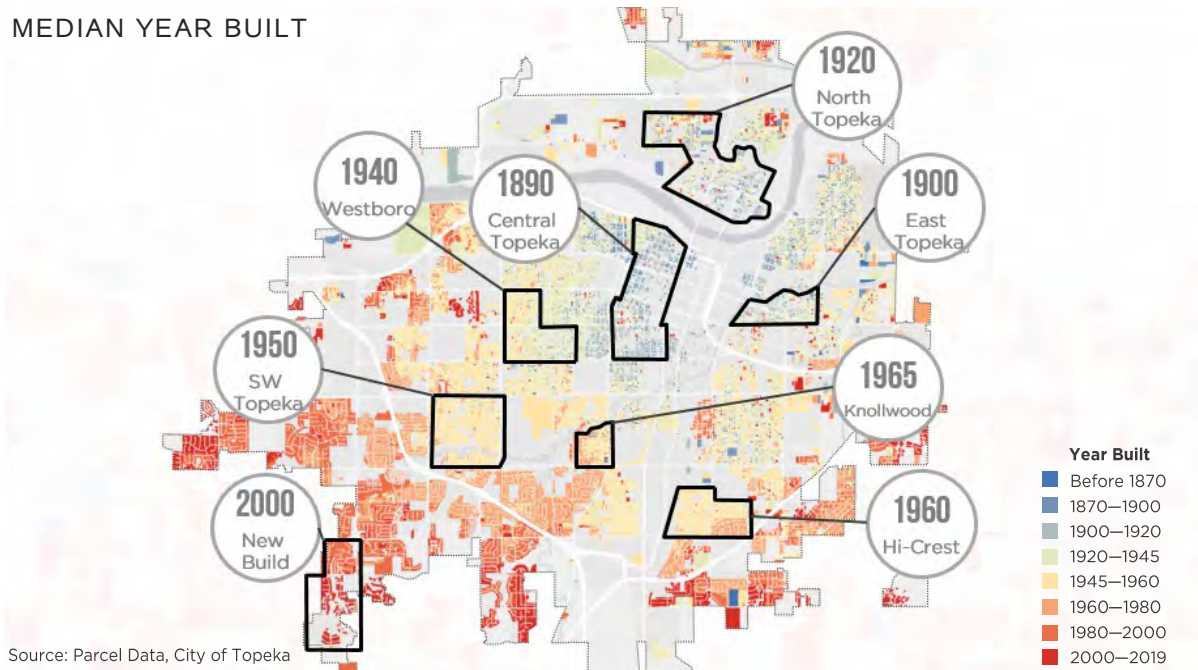 MEDIAN YEAR BUILT
1920
North
Topeka
1940
Westboro
1890
Central
Topeka
1900
East
Topeka
1950
SW
Topeka
1965
Knollwood
2000
New
Build
1960
Hi-Crest
Year Built
Before 1870
1870—1900
1900—1920
1920—1945
1945—1960
1960—1980
1980—2000
2000—2019
Source: Parcel Data, City of Topeka